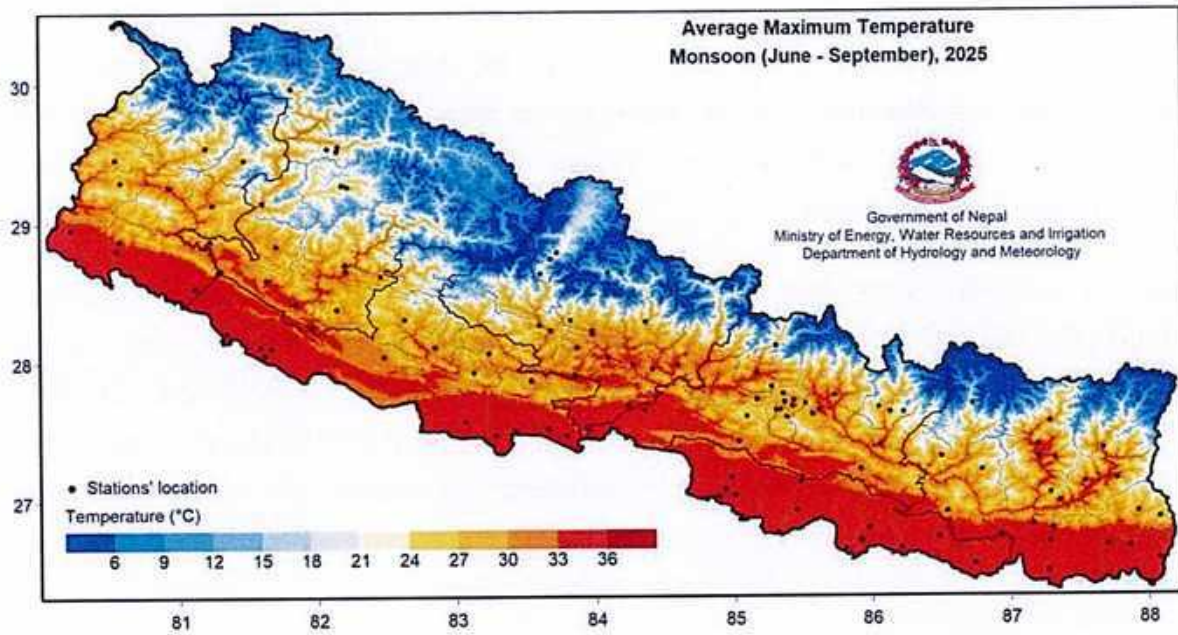 Average Maximum Temperature
Monsoon (June - September), 2025
Government of Nepal
Ministry of Energy, Water Resources and Irrigation
Department of Hydrology and Meteorology
30
29
28
27
Stations' location
Temperature (°C)
6 9 12 15 18 21 24 27 30 33 36
81 82 83 84 85 86 87 88